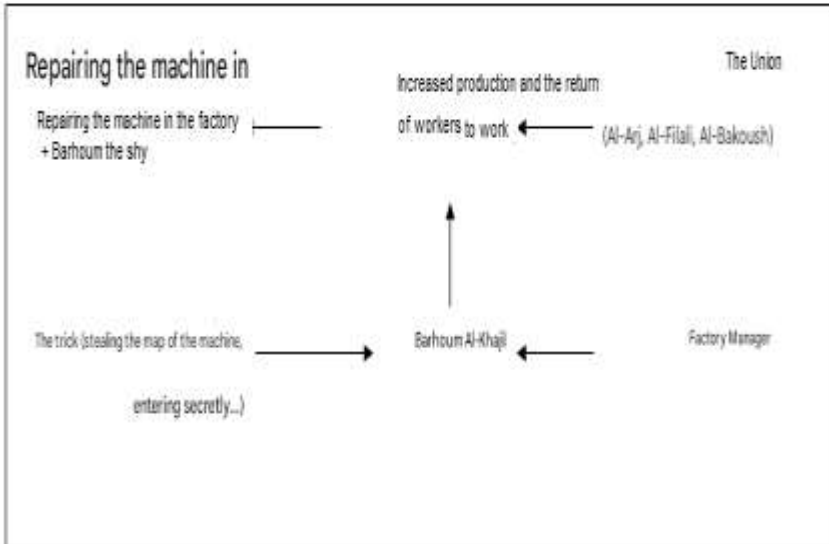 Repairing the machine in
The Union
Increased production and the return
Repairing the machine in the factory
of workers to work
(Al-Arj, Al-Filali, Al-Bakoush)
+ Barhoum the shy
The trick (stealing the map of the machine,
Barhoum Al-Khajil
Factory Manager
entering secretly...)